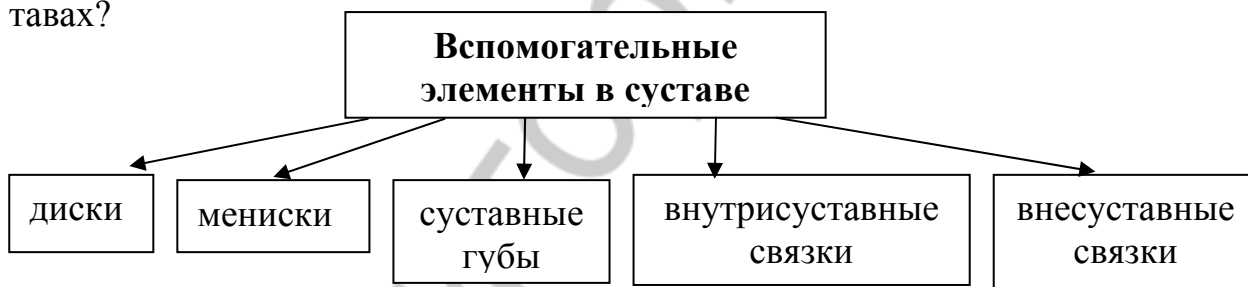 тавах?
Вспомогательные
элементы в суставе
диски
мениски
суставные
губы
внутрисуставные
связки
внесуставные
связки